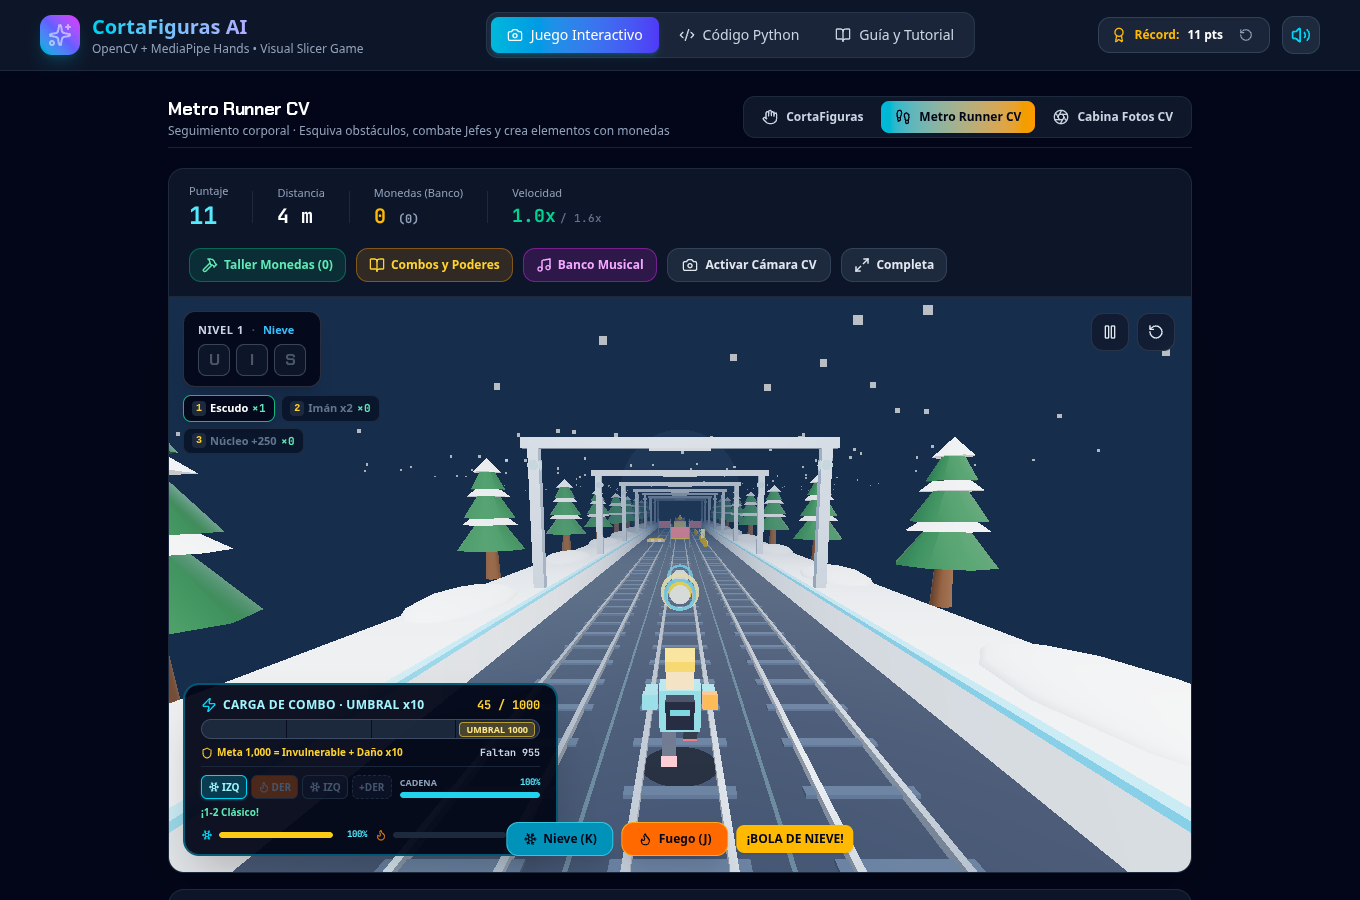 CortaFiguras AI
OpenCV + MediaPipe Hands • Visual Slicer Game
Juego Interactivo
Código Python
Guía y Tutorial
Récord: 11 pts
Metro Runner CV
Seguimiento corporal · Esquiva obstáculos, combate Jefes y crea elementos con monedas
CortaFiguras
Metro Runner CV
Cabina Fotos CV
Puntaje
11
Distancia
4 m
Monedas (Banco)
0 (0)
Velocidad
1.0x / 1.6x
Taller Monedas (0)
Combos y Poderes
Banco Musical
Activar Cámara CV
Completa
NIVEL 1 · Nieve
U I S
1 Escudo ×1
2 Imán x2 ×0
3 Núcleo +250 ×0
CARGA DE COMBO · UMBRAL x10
45 / 1000
UMBRAL 1000
Meta 1,000 = Invulnerable + Daño x10
Faltan 955
IZQ
DER
IZQ
+DER
CADENA
100%
¡1-2 Clásico!
100%
Nieve (K)
Fuego (J)
¡BOLA DE NIEVE!